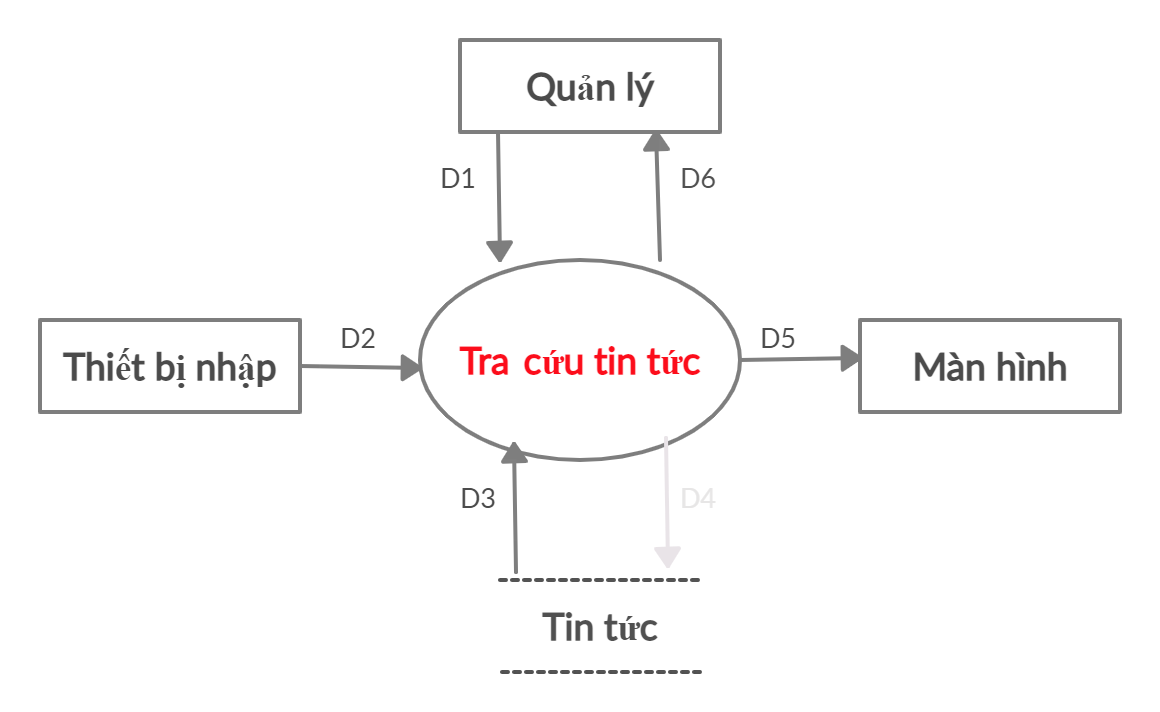 Quản lý
D1
D6
Thiết bị nhập
D2
Tra cứu tin tức
D5
Màn hình
D3
D4
Tin tức